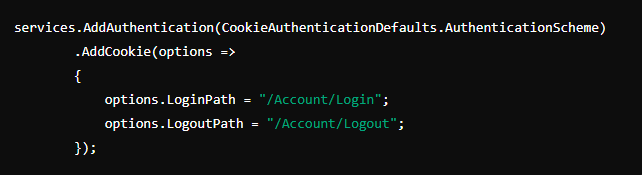 services.AddAuthentication(CookieAuthenticationDefaults.AuthenticationScheme)
        .AddCookie(options =>
        {
            options.LoginPath = "/Account/Login";
            options.LogoutPath = "/Account/Logout";
        });